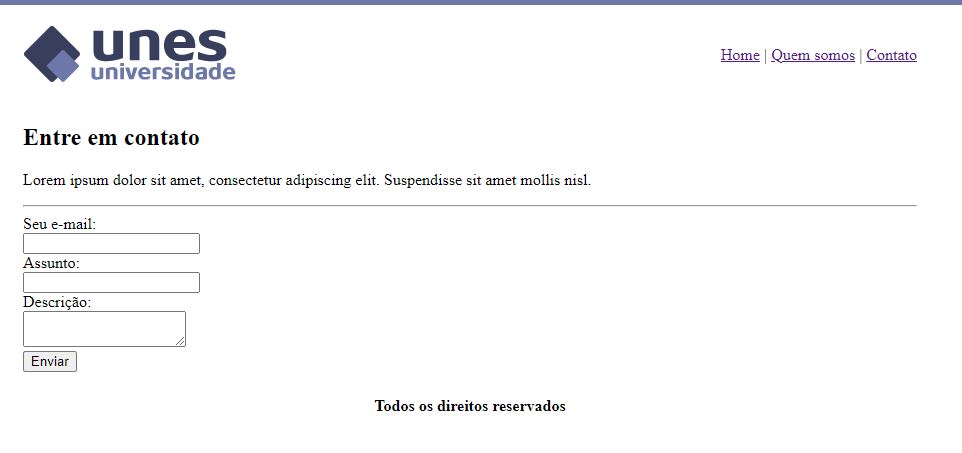 unes
universidade
Home | Quem somos | Contato
Entre em contato
Lorem ipsum dolor sit amet, consectetur adipiscing elit. Suspendisse sit amet mollis nisl.
Seu e-mail:
Assunto:
Descrição:
Enviar
Todos os direitos reservados